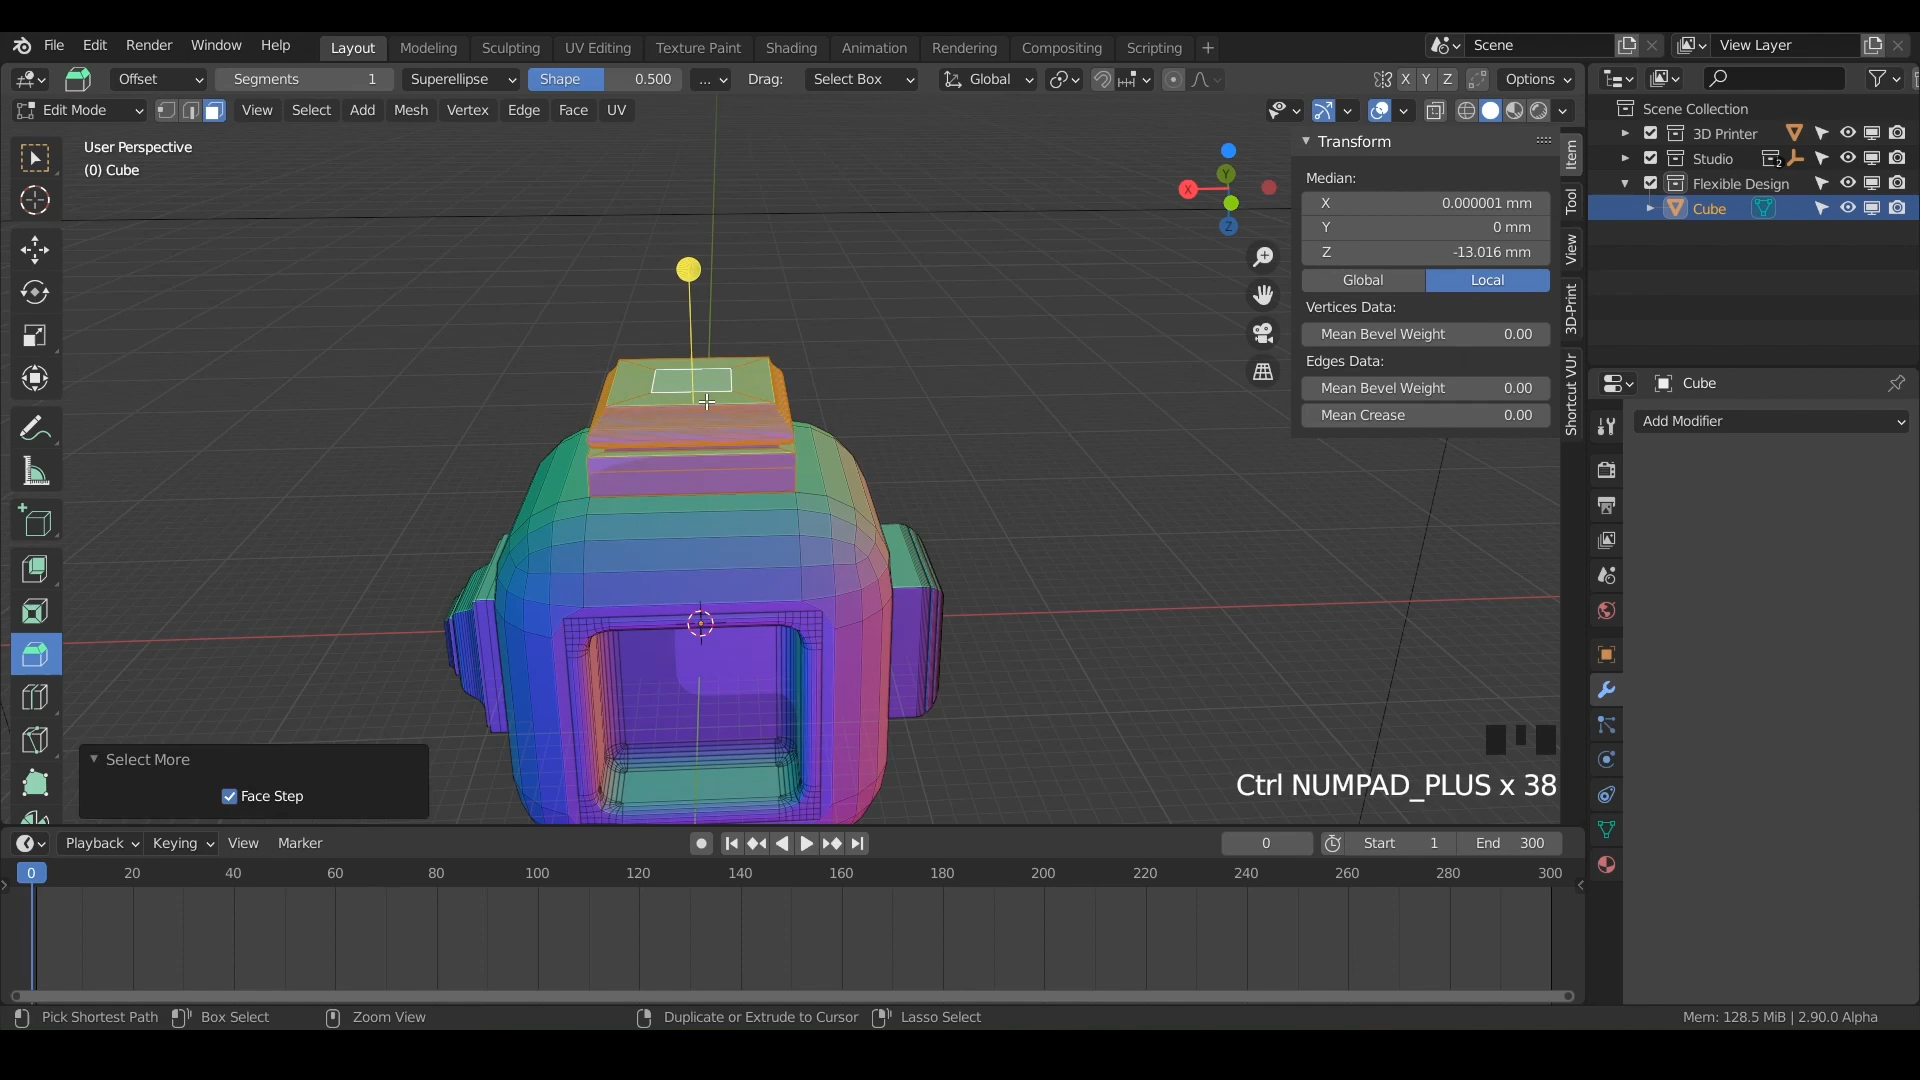 File Edit Render Window Help Layout Modeling Sculpting UV Editing Texture Paint Shading Animation Rendering Compositing Scripting + Scene View Layer
Offset Segments 1 Superellipse Shape 0.500 ... Drag: Select Box Global X Y Z Options
Edit Mode View Select Add Mesh Vertex Edge Face UV
Scene Collection
3D Printer
Studio 2
Flexible Design
Cube
User Perspective
(0) Cube
X Y Z
Transform
Median:
X 0.000001 mm
Y 0 mm
Z -13.016 mm
Global Local
Vertices Data:
Mean Bevel Weight 0.00
Edges Data:
Mean Bevel Weight 0.00
Mean Crease 0.00
Item
Tool
View
3D-Print
Shortcut VUr
Cube
Add Modifier
Select More
Face Step
Ctrl NUMPAD_PLUS x 38
Playback Keying View Marker 0 Start 1 End 300
0 20 40 60 80 100 120 140 160 180 200 220 240 260 280 300
Pick Shortest Path Box Select Zoom View Duplicate or Extrude to Cursor Lasso Select Mem: 128.5 MiB | 2.90.0 Alpha